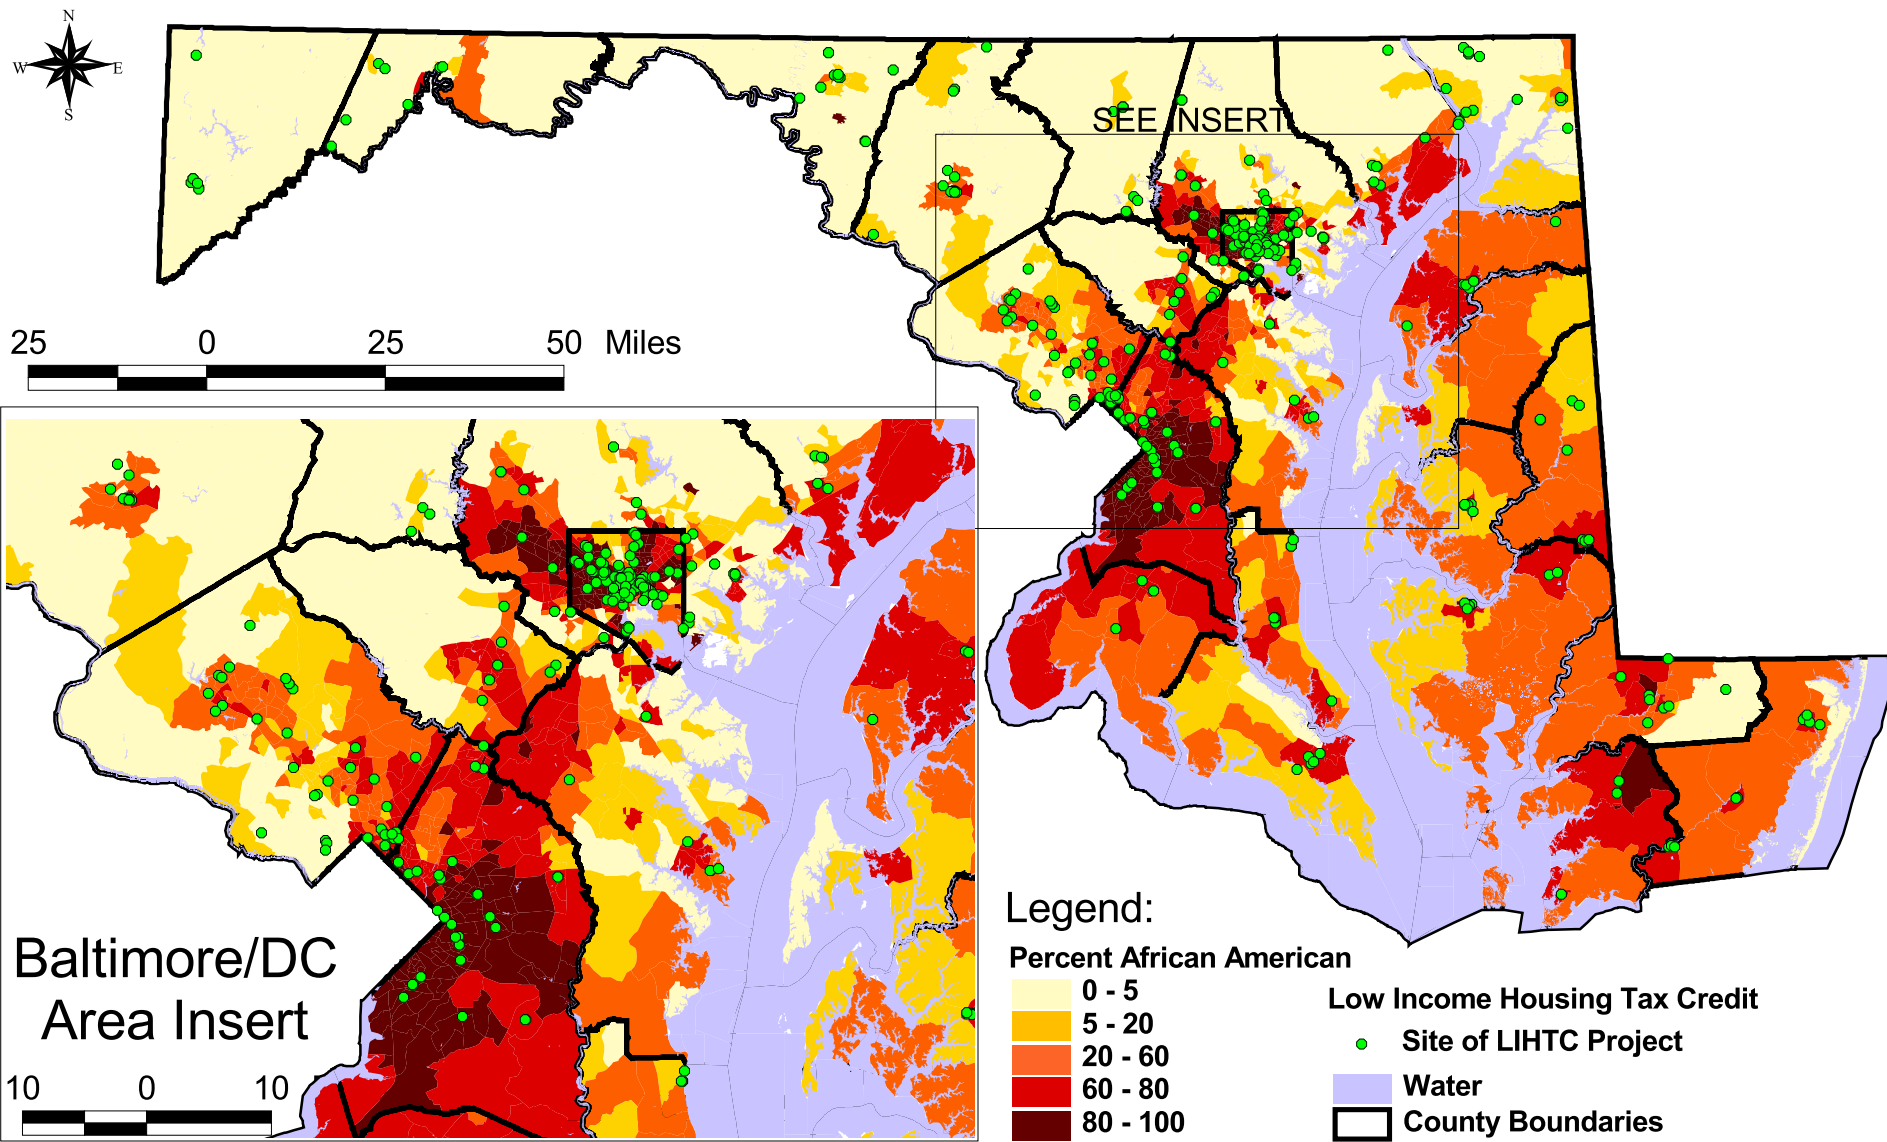 N
W E
S
SEE INSERT
25 0 25 50 Miles
Baltimore/DC
Area Insert
10 0 10
Legend:
Percent African American
0 - 5
5 - 20
20 - 60
60 - 80
80 - 100
Low Income Housing Tax Credit
Site of LIHTC Project
Water
County Boundaries